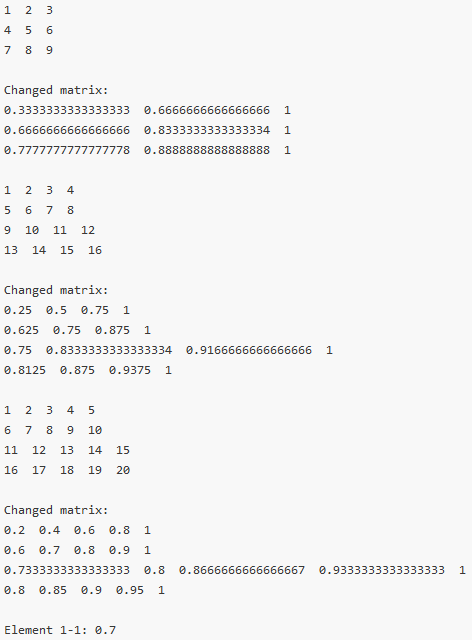 1  2  3
4  5  6
7  8  9
Changed matrix:
0.3333333333333333  0.6666666666666666  1
0.6666666666666666  0.8333333333333334  1
0.7777777777777778  0.8888888888888888  1
1  2  3  4
5  6  7  8
9  10  11  12
13  14  15  16
Changed matrix:
0.25  0.5  0.75  1
0.625  0.75  0.875  1
0.75  0.8333333333333334  0.9166666666666666  1
0.8125  0.875  0.9375  1
1  2  3  4  5
6  7  8  9  10
11  12  13  14  15
16  17  18  19  20
Changed matrix:
0.2  0.4  0.6  0.8  1
0.6  0.7  0.8  0.9  1
0.7333333333333333  0.8  0.8666666666666667  0.9333333333333333  1
0.8  0.85  0.9  0.95  1
Element 1-1: 0.7